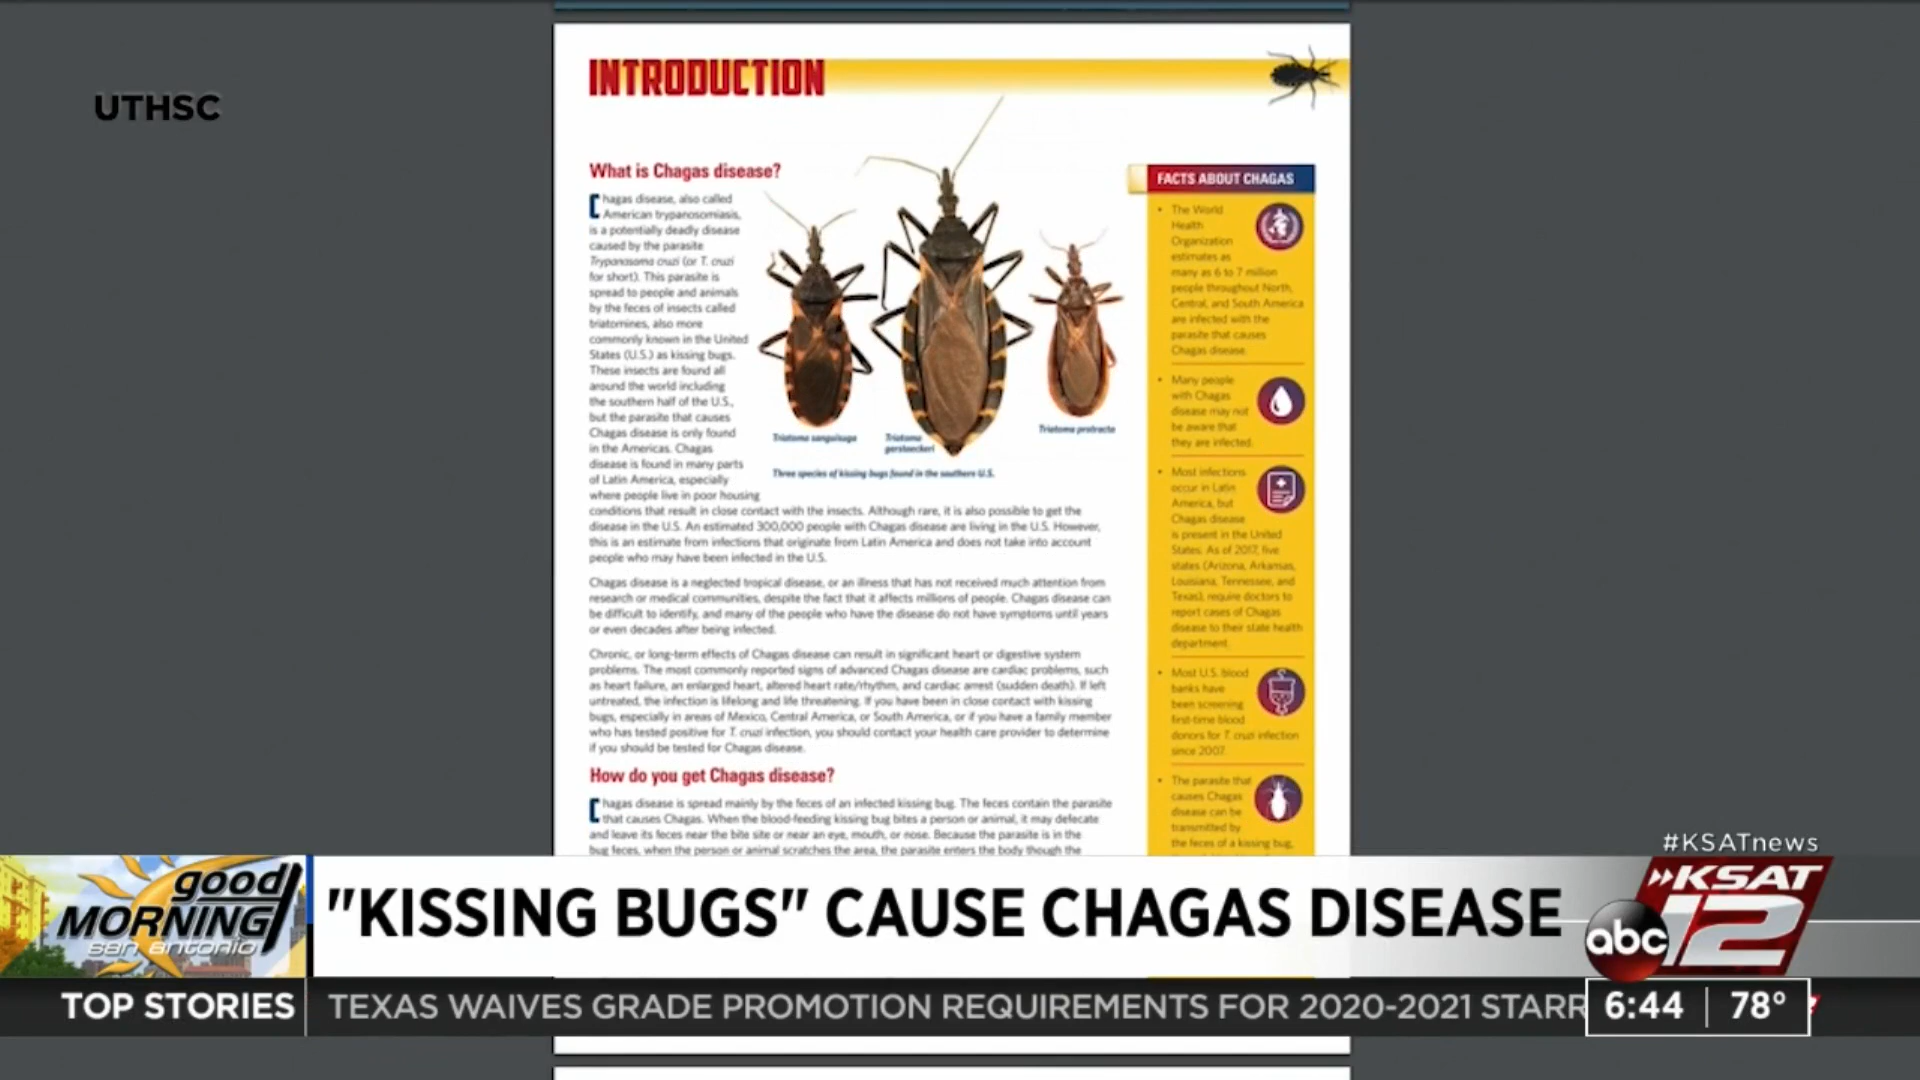 UTHSC
INTRODUCTION
What is Chagas disease?
Chagas disease, also called
American trypanosomiasis,
is a potentially deadly disease
caused by the parasite
Trypanosoma cruzi (or T. cruzi
for short). This parasite is
spread to people and animals
by the feces of insects called
triatomines, also more
commonly known in the United
States (U.S.) as kissing bugs.
These insects are found all
around the world including
the southern half of the U.S.,
but the parasite that causes
Chagas disease is only found
in the Americas. Chagas
disease is found in many parts
of Latin America, especially
where people live in poor housing
conditions that result in close contact with the insects. Although rare, it is also possible to get the
disease in the U.S. An estimated 300,000 people with Chagas disease are living in the U.S. However,
this is an estimate from infections that originate from Latin America and does not take into account
people who may have been infected in the U.S.
Triatoma sanguisuga
Triatoma
gerstaeckeri
Triatoma protracta
Three species of kissing bugs found in the southern U.S.
Chagas disease is a neglected tropical disease, or an illness that has not received much attention from
research or medical communities, despite the fact that it affects millions of people. Chagas disease can
be difficult to identify, and many of the people who have the disease do not have symptoms until years
or even decades after being infected.
Chronic, or long-term effects of Chagas disease can result in significant heart or digestive system
problems. The most commonly reported signs of advanced Chagas disease are cardiac problems, such
as heart failure, an enlarged heart, altered heart rate/rhythm, and cardiac arrest (sudden death). If left
untreated, the infection is lifelong and life threatening. If you have been in close contact with kissing
bugs, especially in areas of Mexico, Central America, or South America, or if you have a family member
who has tested positive for T. cruzi infection, you should contact your health care provider to determine
if you should be tested for Chagas disease.
How do you get Chagas disease?
Chagas disease is spread mainly by the feces of an infected kissing bug. The feces contain the parasite
that causes Chagas. When the blood-feeding kissing bug bites a person or animal, it may defecate
and leave its feces near the bite site or near an eye, mouth, or nose. Because the parasite is in the
bug feces, when the person or animal scratches the area, the parasite enters the body though the
FACTS ABOUT CHAGAS
• The World
Health
Organization
estimates as
many as 6 to 7 million
people throughout North,
Central, and South America
are infected with the
parasite that causes
Chagas disease.
• Many people
with Chagas
disease may not
be aware that
they are infected.
• Most infections
occur in Latin
America, but
Chagas disease
is present in the United
States. As of 2017, five
states (Arizona, Arkansas,
Louisiana, Tennessee, and
Texas), require doctors to
report cases of Chagas
disease to their state health
department.
• Most U.S. blood
banks have
been screening
first-time blood
donors for T. cruzi infection
since 2007.
• The parasite that
causes Chagas
disease can be
transmitted by
the feces of a kissing bug,
#KSATnews
good
MORNING
san antonio
"KISSING BUGS" CAUSE CHAGAS DISEASE
KSAT
abc 12
TOP STORIES
TEXAS WAIVES GRADE PROMOTION REQUIREMENTS FOR 2020-2021 STARR
6:44 78°